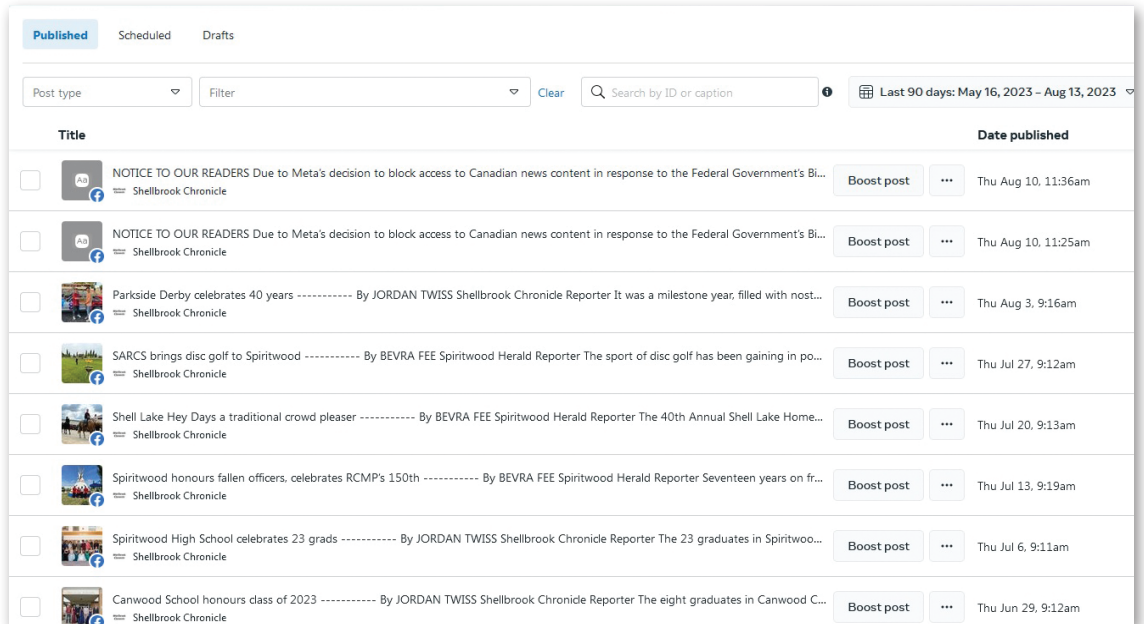 Published Scheduled Drafts
Post type Filter Clear Search by ID or caption Last 90 days: May 16, 2023 – Aug 13, 2023
Title Date published
NOTICE TO OUR READERS Due to Meta's decision to block access to Canadian news content in response to the Federal Government's Bi... Boost post ... Thu Aug 10, 11:36am
Aa
Shellbrook Chronicle
NOTICE TO OUR READERS Due to Meta's decision to block access to Canadian news content in response to the Federal Government's Bi... Boost post ... Thu Aug 10, 11:25am
Aa
Shellbrook Chronicle
Parkside Derby celebrates 40 years ----------- By JORDAN TWISS Shellbrook Chronicle Reporter It was a milestone year, filled with nost... Boost post ... Thu Aug 3, 9:16am
Shellbrook Chronicle
SARCS brings disc golf to Spiritwood ----------- By BEVRA FEE Spiritwood Herald Reporter The sport of disc golf has been gaining in po... Boost post ... Thu Jul 27, 9:12am
Shellbrook Chronicle
Shell Lake Hey Days a traditional crowd pleaser ----------- By BEVRA FEE Spiritwood Herald Reporter The 40th Annual Shell Lake Home... Boost post ... Thu Jul 20, 9:13am
Shellbrook Chronicle
Spiritwood honours fallen officers, celebrates RCMP's 150th ----------- By BEVRA FEE Spiritwood Herald Reporter Seventeen years on fr... Boost post ... Thu Jul 13, 9:19am
Shellbrook Chronicle
Spiritwood High School celebrates 23 grads ----------- By JORDAN TWISS Shellbrook Chronicle Reporter The 23 graduates in Spiritwoo... Boost post ... Thu Jul 6, 9:11am
Shellbrook Chronicle
Canwood School honours class of 2023 ----------- By JORDAN TWISS Shellbrook Chronicle Reporter The eight graduates in Canwood C... Boost post ... Thu Jun 29, 9:12am
Shellbrook Chronicle